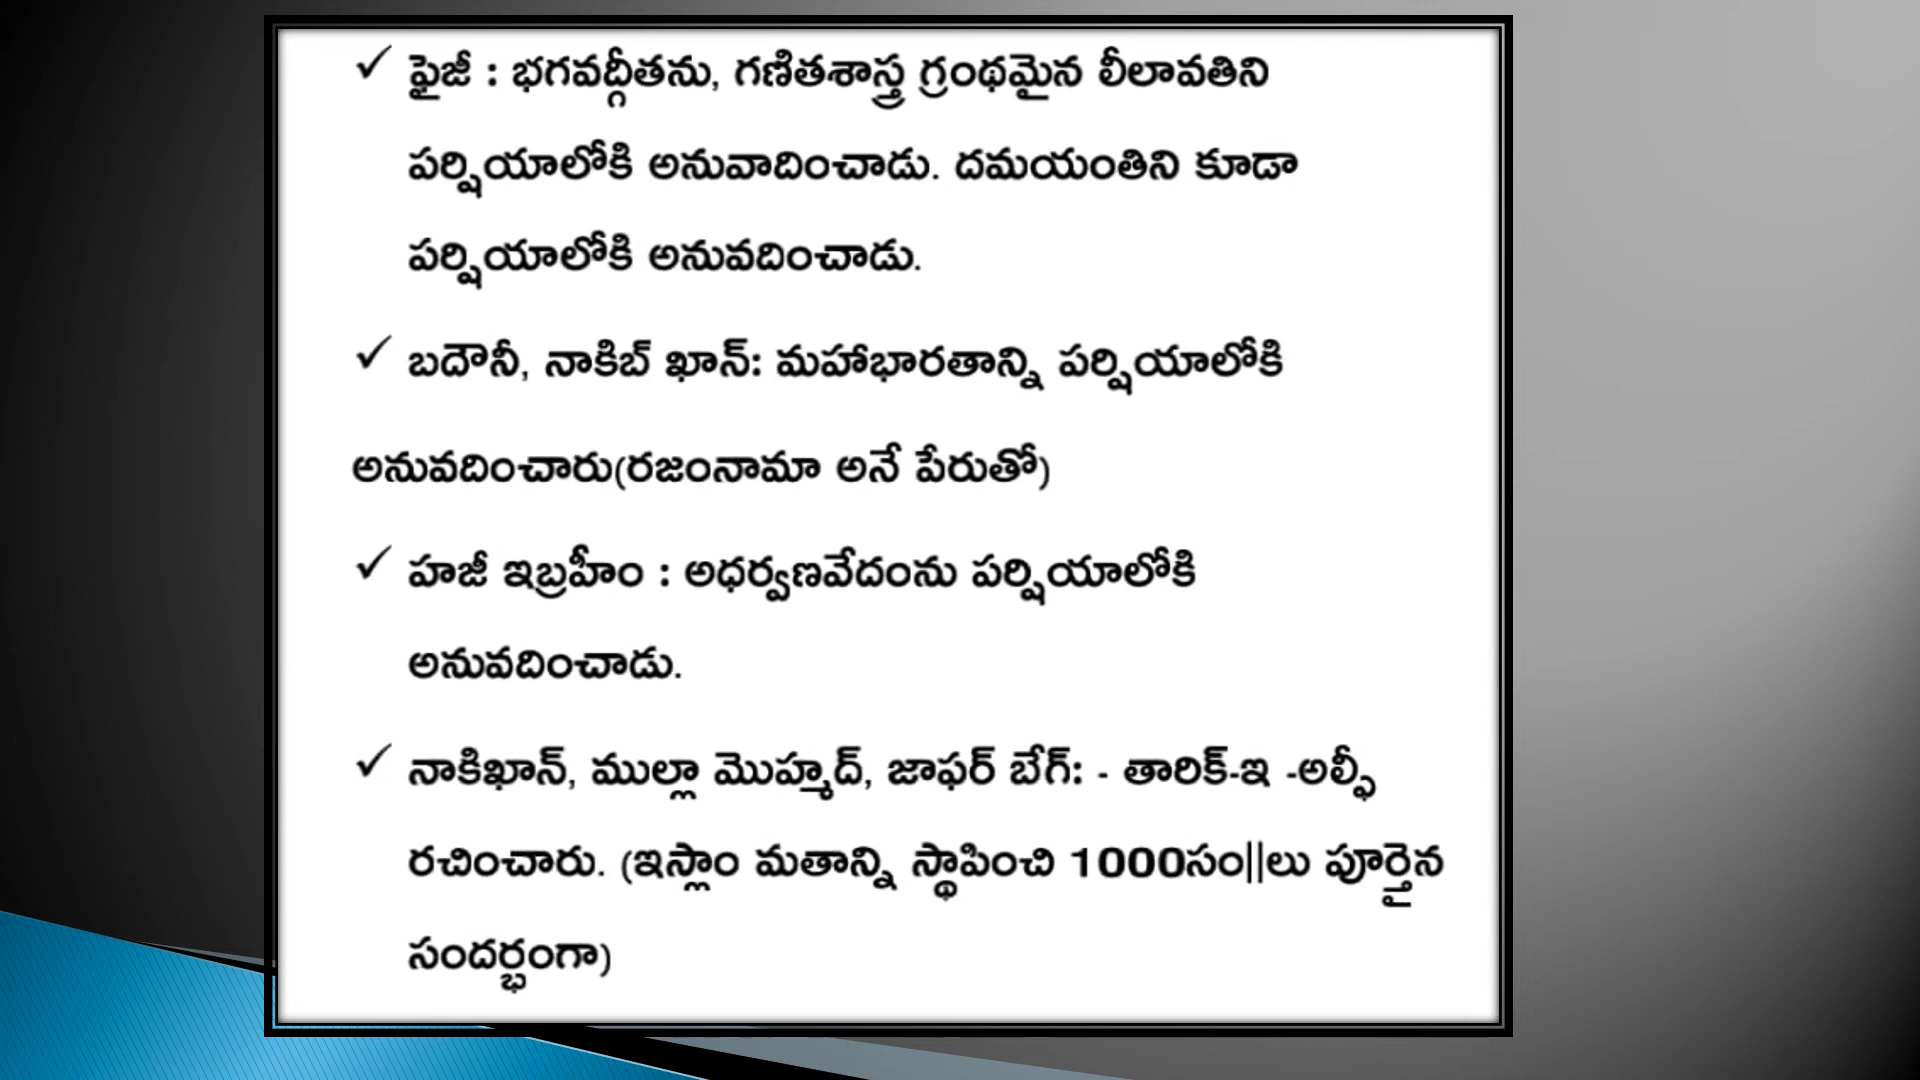 ✓ ఫైజీ : భగవద్గీతను, గణితశాస్త్ర గ్రంథమైన లీలావతిని
పర్షియాలోకి అనువాదించాడు. దమయంతిని కూడా
పర్షియాలోకి అనువదించాడు.
✓ బదౌనీ, నాకిబ్ ఖాన్: మహాభారతాన్ని పర్షియాలోకి
అనువదించారు(రజంనామా అనే పేరుతో)
✓ హజీ ఇబ్రహీం : అధర్వణవేదంను పర్షియాలోకి
అనువదించాడు.
✓ నాకిఖాన్, ముల్లా మొహ్మద్, జాఫర్ బేగ్: - తారిక్-ఇ -అల్ఫీ
రచించారు. (ఇస్లాం మతాన్ని స్థాపించి 1000సం||లు పూర్తైన
సందర్భంగా)